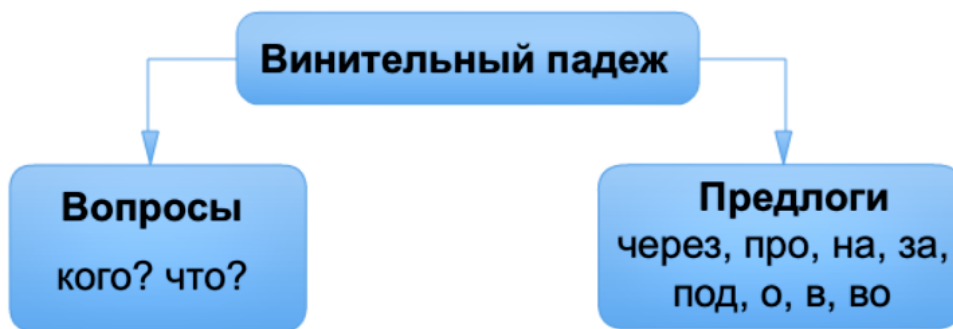 Винительный падеж
Вопросы
кого? что?
Предлоги
через, про, на, за,
под, о, в, во